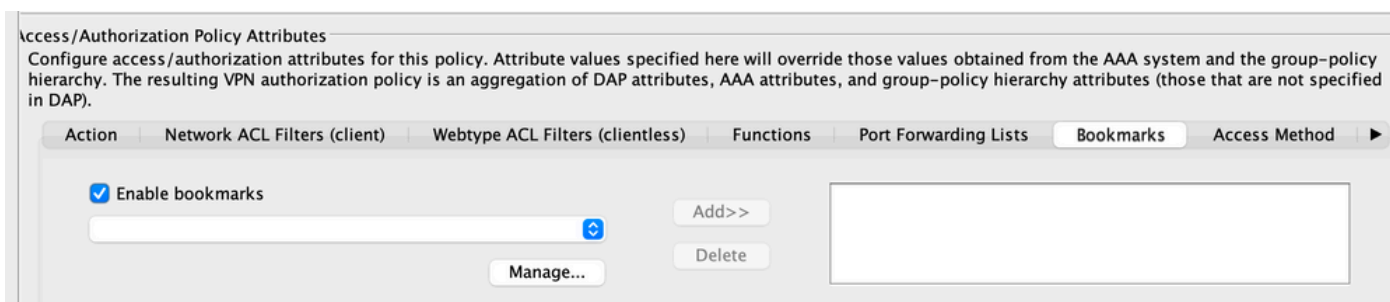 Access/Authorization Policy Attributes
Configure access/authorization attributes for this policy. Attribute values specified here will override those values obtained from the AAA system and the group-policy
hierarchy. The resulting VPN authorization policy is an aggregation of DAP attributes, AAA attributes, and group-policy hierarchy attributes (those that are not specified
in DAP).
Action Network ACL Filters (client) Webtype ACL Filters (clientless) Functions Port Forwarding Lists Bookmarks Access Method
Enable bookmarks
Add>>
Delete
Manage...